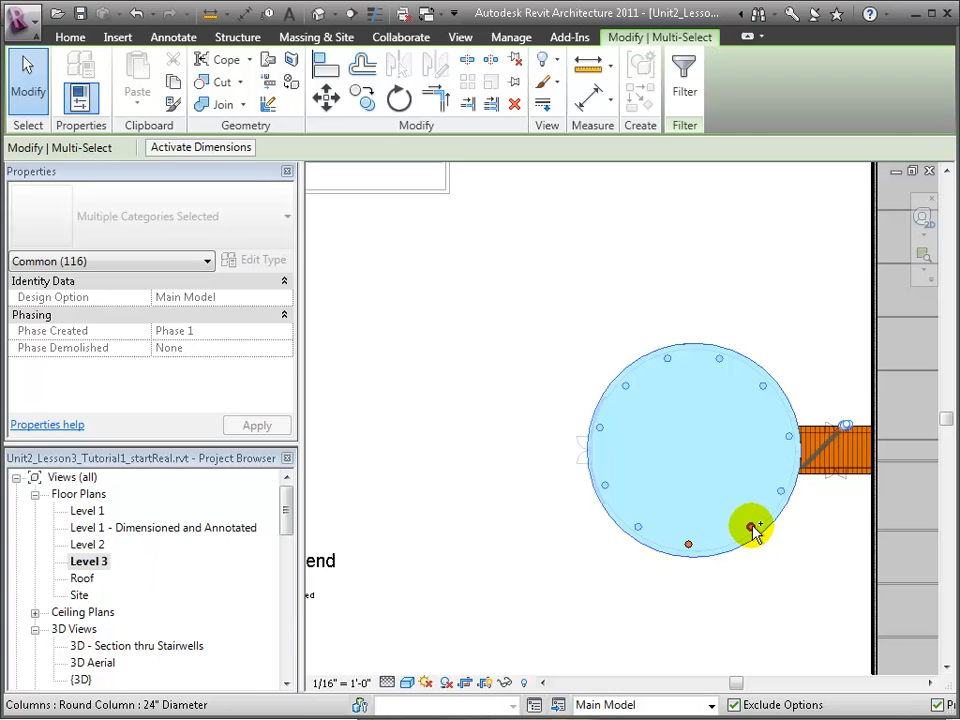 Autodesk Revit Architecture 2011 - [Unit2_Lesso...
Home Insert Annotate Structure Massing & Site Collaborate View Manage Add-Ins Modify | Multi-Select
Modify Paste Cope Cut Join Filter
Select Properties Clipboard Geometry Modify View Measure Create Filter
Modify | Multi-Select Activate Dimensions
Properties
Multiple Categories Selected
Common (116) Edit Type
Identity Data
Design Option Main Model
Phasing
Phase Created Phase 1
Phase Demolished None
Properties help Apply
Unit2_Lesson3_Tutorial1_startReal.rvt - Project Browser
Views (all)
Floor Plans
Level 1
Level 1 - Dimensioned and Annotated
Level 2
Level 3
Roof
Site
Ceiling Plans
3D Views
3D - Section thru Stairwells
3D Aerial
{3D}
2D
end
ed
1/16" = 1'-0"
Columns : Round Column : 24" Diameter :0 Main Model Exclude Options Pr